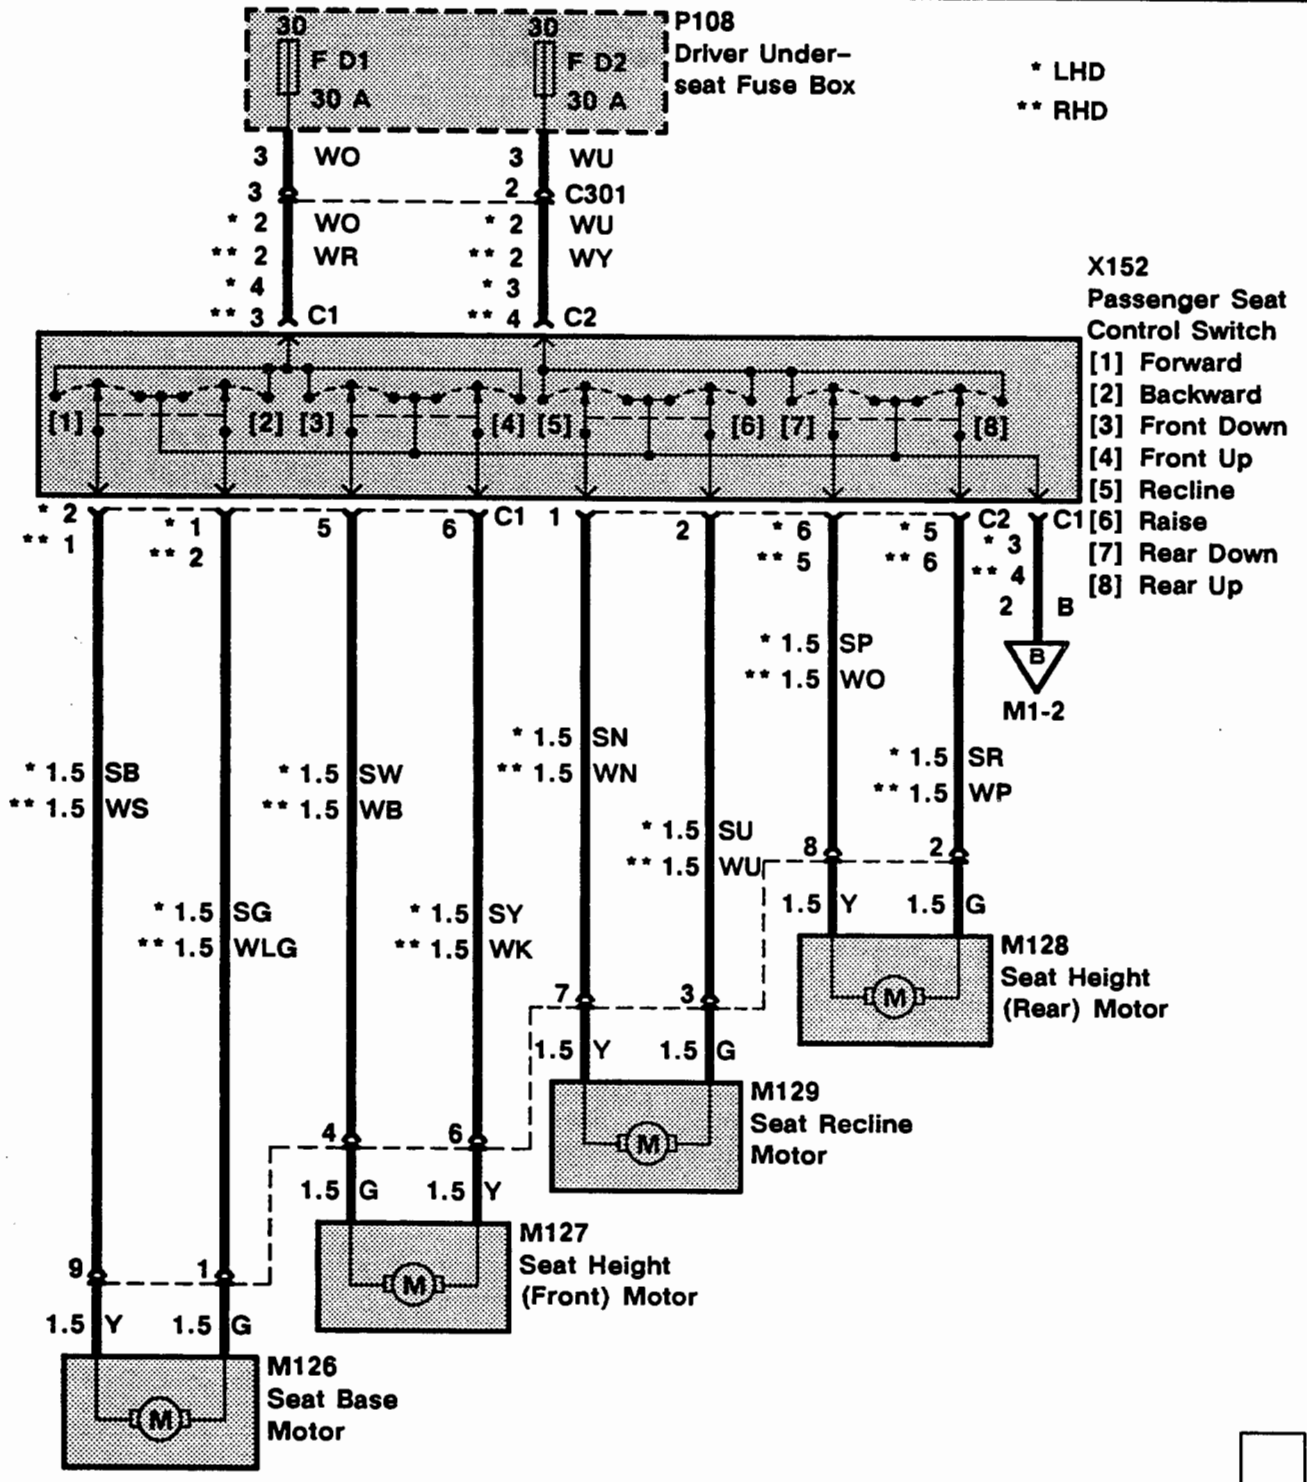 30
30
P108
F D1
F D2
Driver Under-
seat Fuse Box
30 A
30 A
* LHD
** RHD
3 WO
3 WU
3
2 C301
* 2 WO
* 2 WU
** 2 WR
** 2 WY
* 4
* 3
** 3 C1
** 4 C2
X152
Passenger Seat
Control Switch
[1] Forward
[2] Backward
[3] Front Down
[4] Front Up
[5] Recline
[6] Raise
[7] Rear Down
[8] Rear Up
[1] [2] [3] [4] [5] [6] [7] [8]
* 2
** 1
* 1
** 2
5
6 C1
1
2
* 6
** 5
* 5
** 6
C2
C1
* 3
** 4
2 B
B
M1-2
* 1.5 SP
** 1.5 WO
* 1.5 SN
** 1.5 WN
* 1.5 SR
** 1.5 WP
* 1.5 SB
** 1.5 WS
* 1.5 SW
** 1.5 WB
* 1.5 SU
** 1.5 WU
* 1.5 SG
** 1.5 WLG
* 1.5 SY
** 1.5 WK
8
2
1.5 Y
1.5 G
M
M128
Seat Height
(Rear) Motor
7
3
1.5 Y
1.5 G
M
M129
Seat Recline
Motor
4
6
1.5 G
1.5 Y
M
M127
Seat Height
(Front) Motor
9
1
1.5 Y
1.5 G
M
M126
Seat Base
Motor